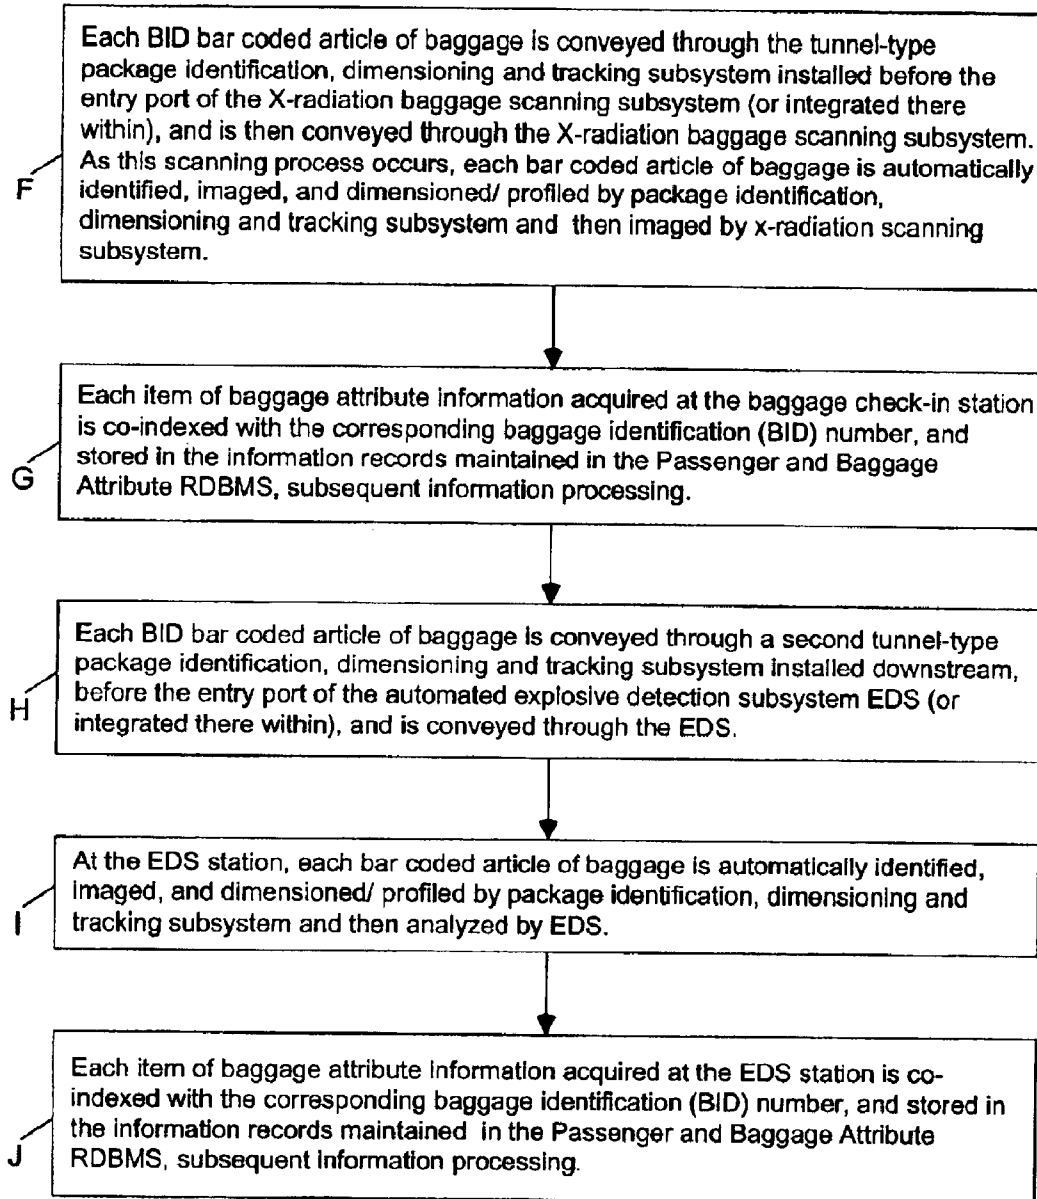 Each BID bar coded article of baggage is conveyed through the tunnel-type
package identification, dimensioning and tracking subsystem installed before the
entry port of the X-radiation baggage scanning subsystem (or integrated there
within), and is then conveyed through the X-radiation baggage scanning subsystem.
As this scanning process occurs, each bar coded article of baggage is automatically
identified, imaged, and dimensioned/ profiled by package identification,
dimensioning and tracking subsystem and then imaged by x-radiation scanning
subsystem.
F
Each item of baggage attribute information acquired at the baggage check-in station
is co-indexed with the corresponding baggage identification (BID) number, and
stored in the information records maintained in the Passenger and Baggage
Attribute RDBMS, subsequent information processing.
G
Each BID bar coded article of baggage is conveyed through a second tunnel-type
package identification, dimensioning and tracking subsystem installed downstream,
before the entry port of the automated explosive detection subsystem EDS (or
integrated there within), and is conveyed through the EDS.
H
At the EDS station, each bar coded article of baggage is automatically identified,
imaged, and dimensioned/ profiled by package identification, dimensioning and
tracking subsystem and then analyzed by EDS.
I
Each item of baggage attribute information acquired at the EDS station is co-
indexed with the corresponding baggage identification (BID) number, and stored in
the information records maintained in the Passenger and Baggage Attribute
RDBMS, subsequent information processing.
J